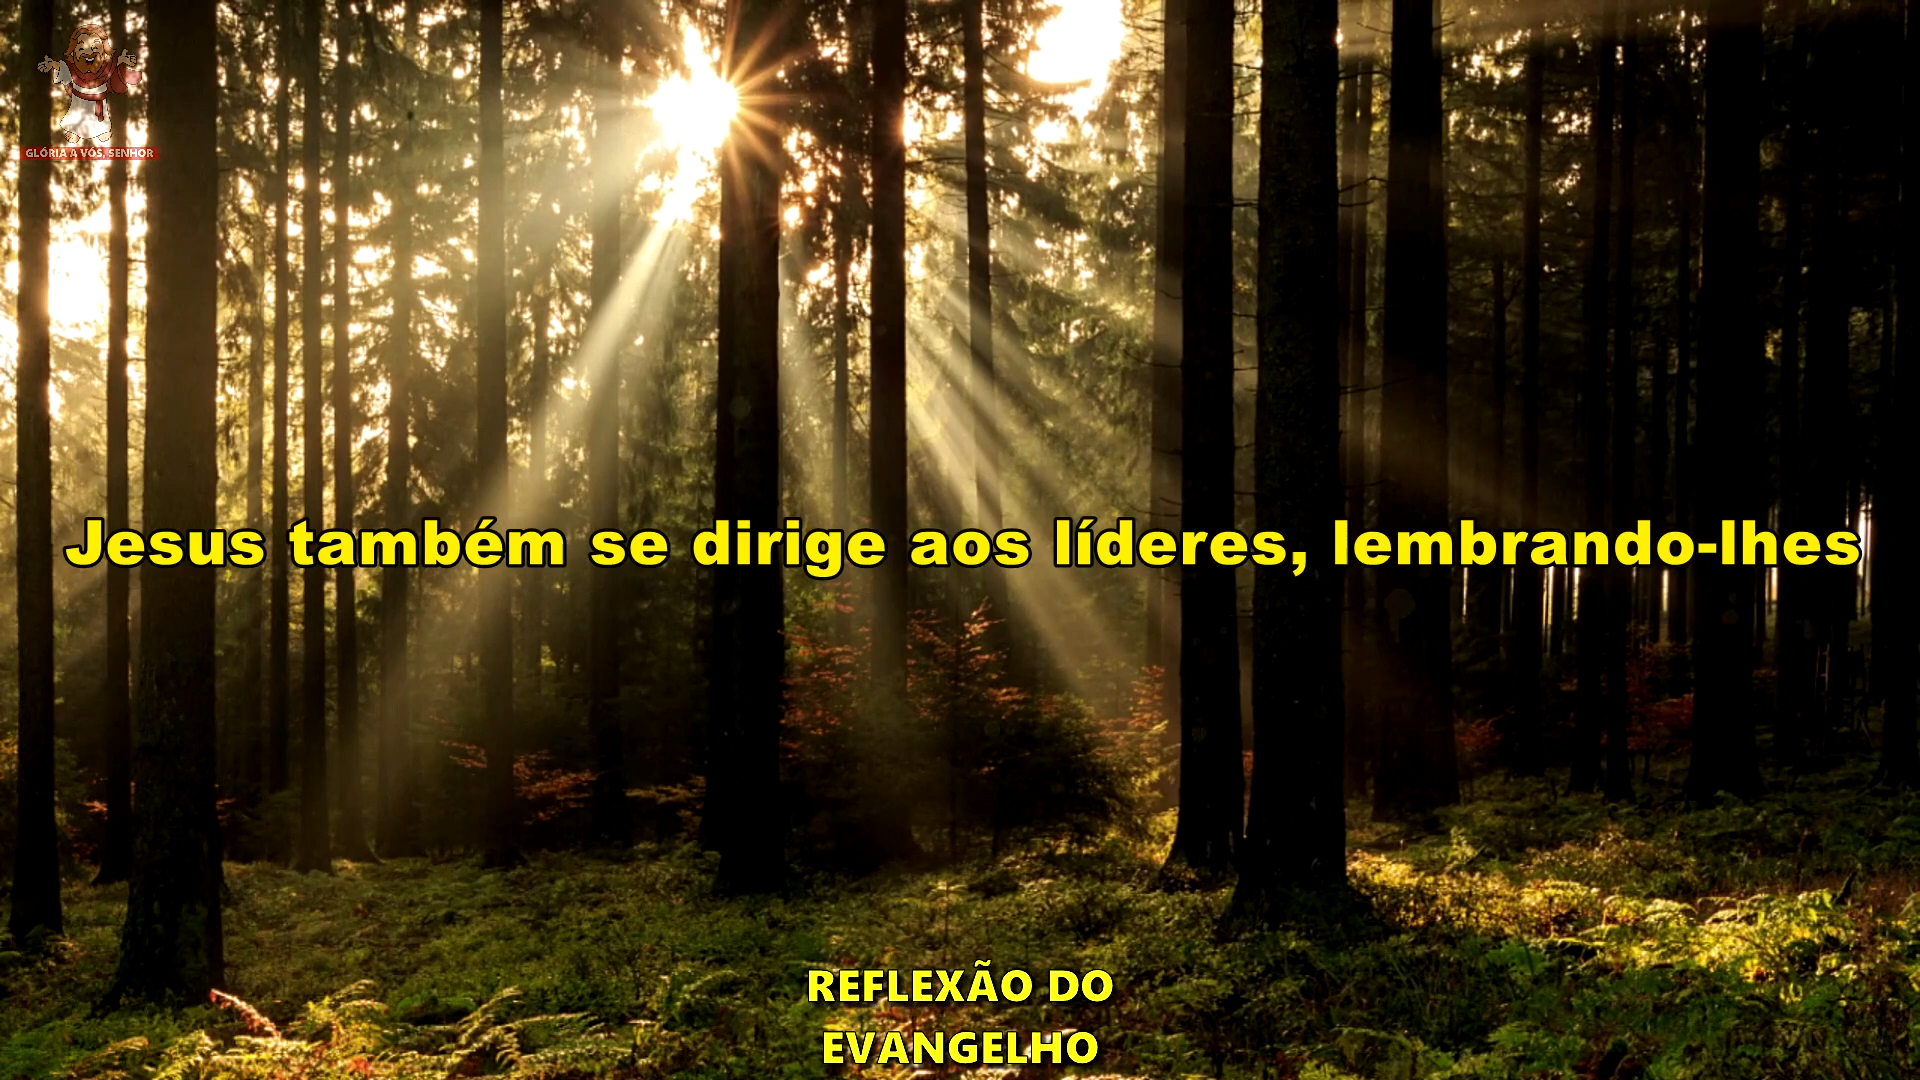 GLÓRIA A VÓS, SENHOR
Jesus também se dirige aos líderes, lembrando-lhes
REFLEXÃO DO
EVANGELHO